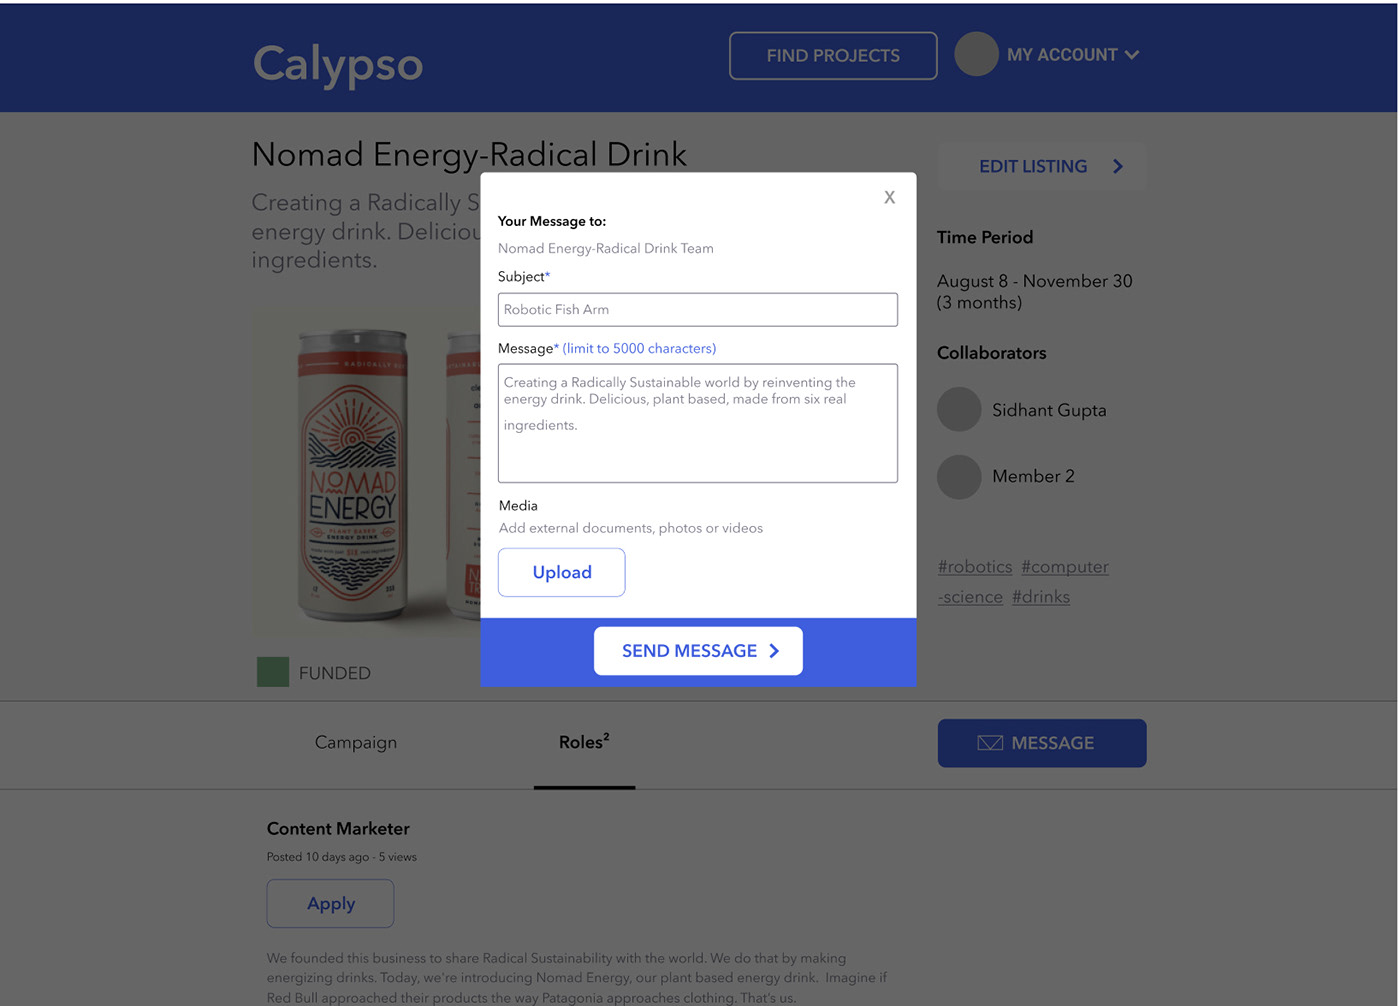 Calypso
FIND PROJECTS
MY ACCOUNT
Nomad Energy-Radical Drink
EDIT LISTING
Creating a Radically S
energy drink. Deliciou
ingredients.
X
Your Message to:
Nomad Energy-Radical Drink Team
Subject*
Robotic Fish Arm
Message* (limit to 5000 characters)
Creating a Radically Sustainable world by reinventing the
energy drink. Delicious, plant based, made from six real
ingredients.
Media
Add external documents, photos or videos
Upload
SEND MESSAGE
Time Period
August 8 - November 30
(3 months)
Collaborators
Sidhant Gupta
Member 2
#robotics #computer
-science #drinks
NOMAD
ENERGY
PLANT BASED
ENERGY DRINK
FUNDED
Campaign
Roles²
MESSAGE
Content Marketer
Posted 10 days ago - 5 views
Apply
We founded this business to share Radical Sustainability with the world. We do that by making
energizing drinks. Today, we're introducing Nomad Energy, our plant based energy drink. Imagine if
Red Bull approached their products the way Patagonia approaches clothing. That's us.